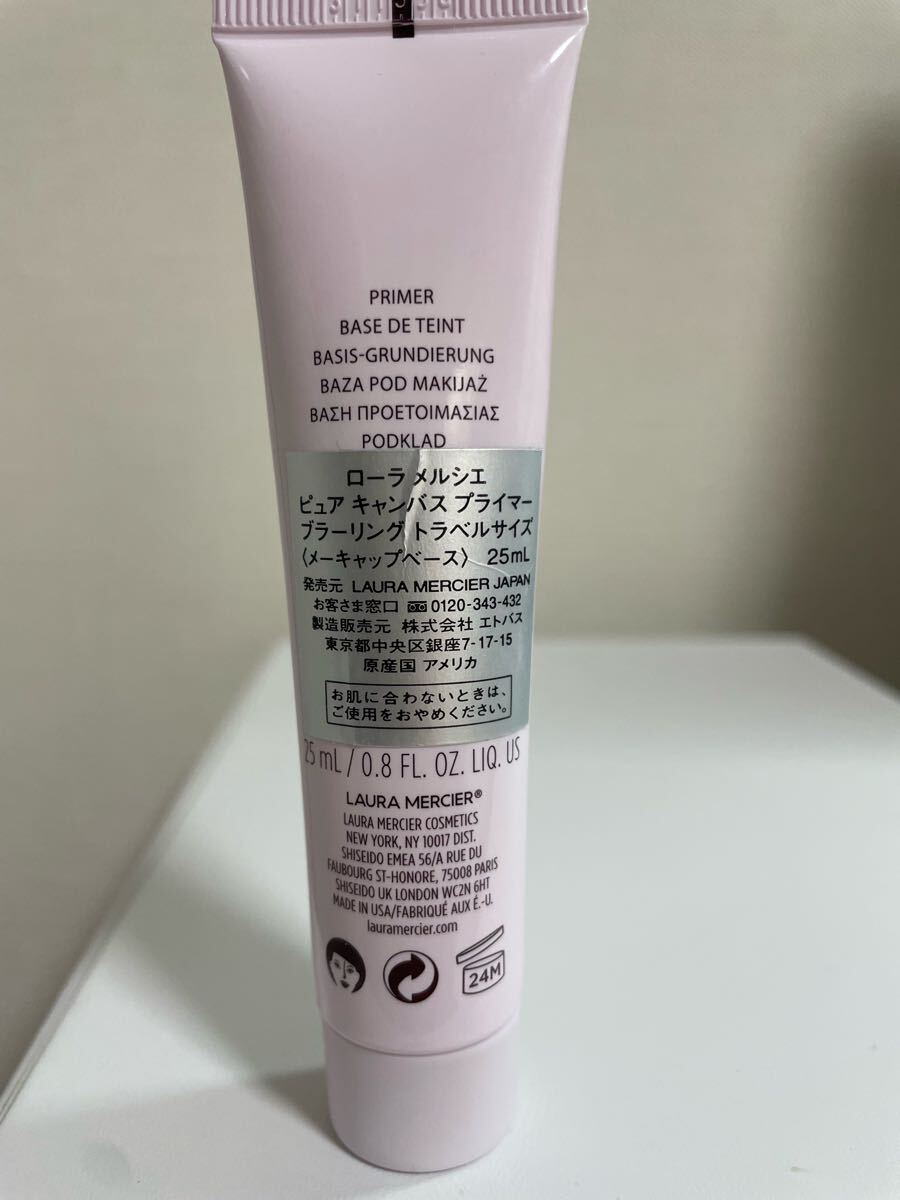 PRIMER
BASE DE TEINT
BASIS-GRUNDIERUNG
BAZA POD MAKIJAŻ
ΒΑΣΗ ΠΡΟΕΤΟΙΜΑΣΙΑΣ
PODKLAD
ローラ メルシエ
ピュア キャンバス プライマー
ブラーリング トラベルサイズ
〈メーキャップベース〉 25mL
発売元 LAURA MERCIER JAPAN
お客さま窓口 0120-343-432
製造販売元 株式会社 エトバス
東京都中央区銀座7-17-15
原産国 アメリカ
お肌に合わないときは、
ご使用をおやめください。
25 mL / 0.8 FL. OZ. LIQ. US
LAURA MERCIER®
LAURA MERCIER COSMETICS
NEW YORK, NY 10017 DIST.
SHISEIDO EMEA 56/A RUE DU
FAUBOURG ST-HONORE, 75008 PARIS
SHISEIDO UK LONDON WC2N 6HT
MADE IN USA/FABRIQUÉ AUX É.-U.
lauramercier.com
24M